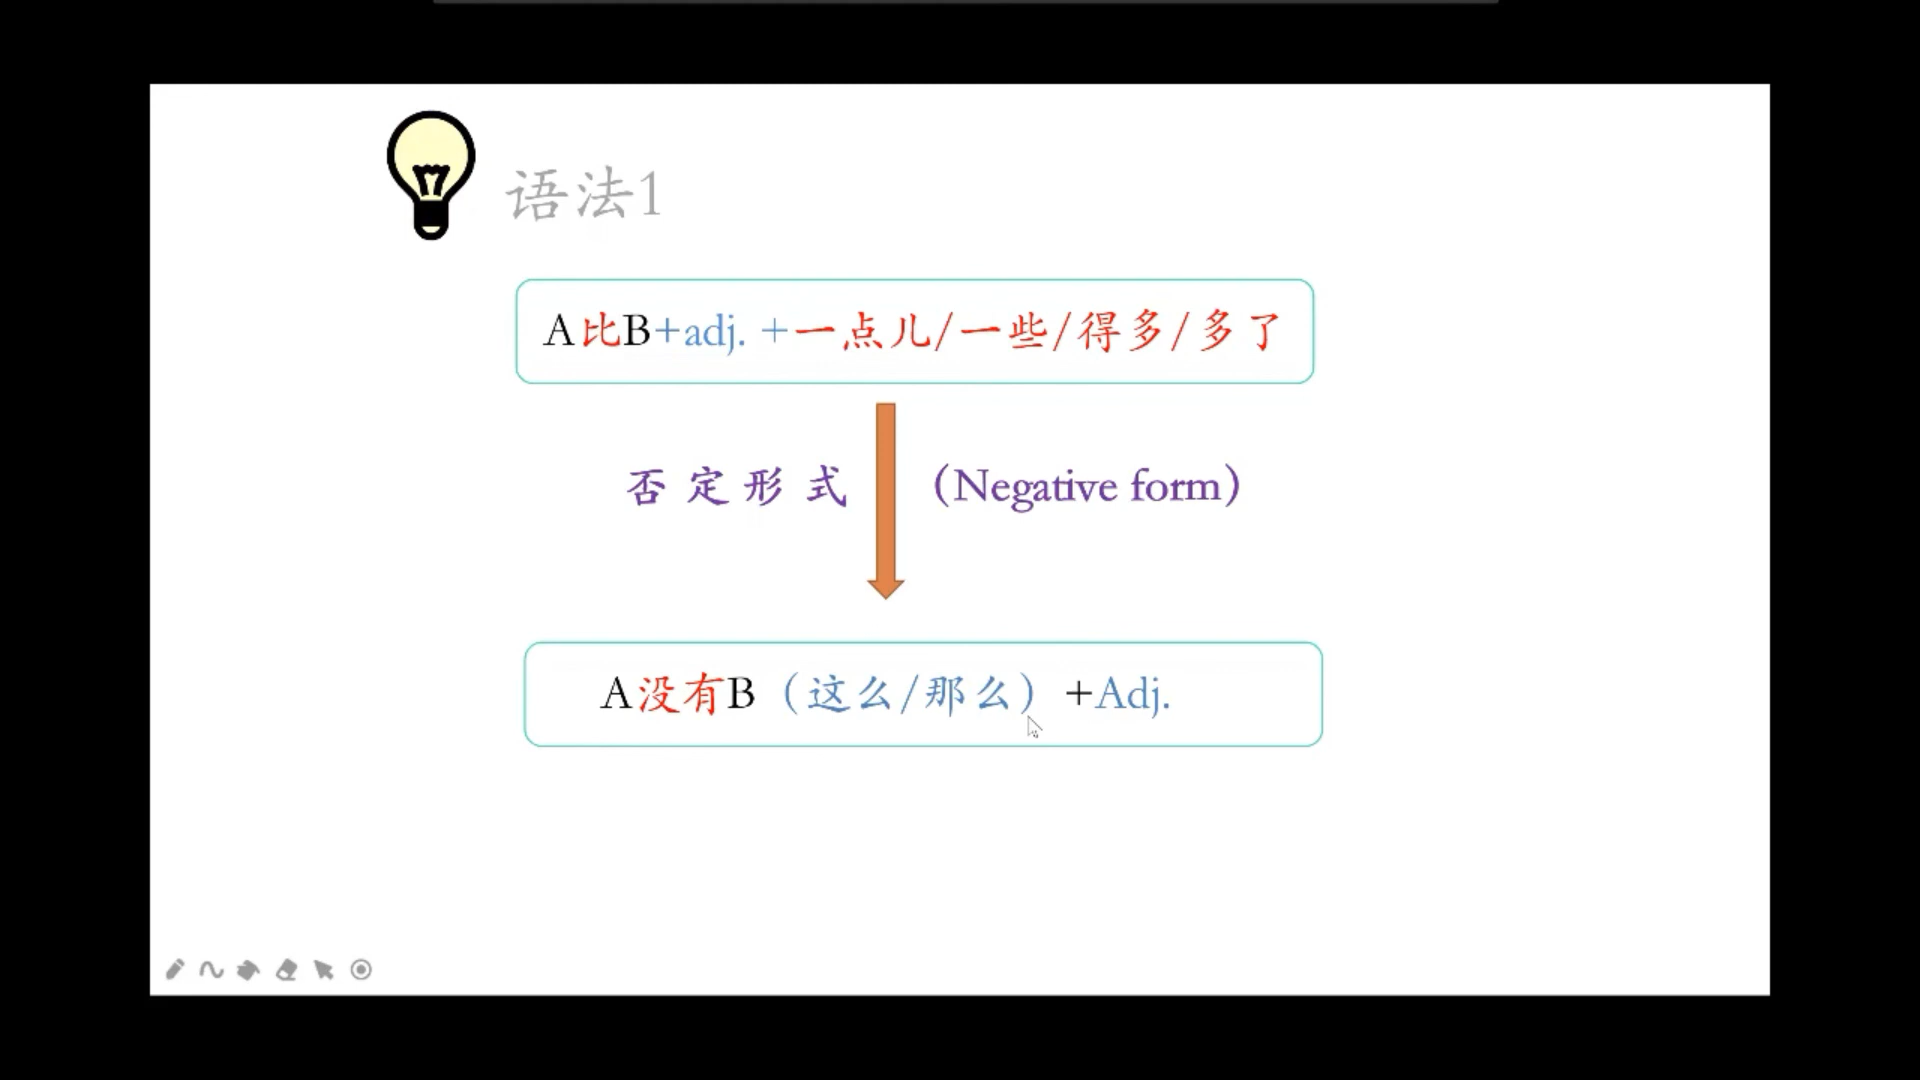 语法1
A比B+adj. +一点儿/一些/得多/多了
否定形式 （Negative form）
A没有B（这么/那么） +Adj.